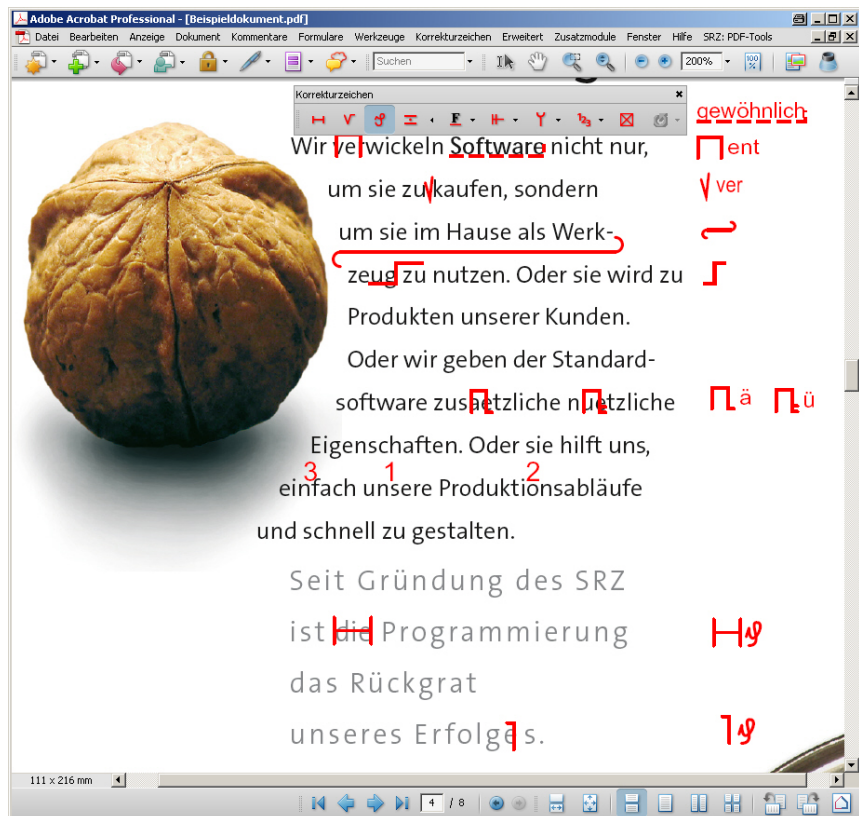 Adobe Acrobat Professional - [Beispieldokument.pdf]
Datei Bearbeiten Anzeige Dokument Kommentare Formulare Werkzeuge Korrekturzeichen Erweitert Zusatzmodule Fenster Hilfe SRZ: PDF-Tools
Suchen 200% 100 %
Korrekturzeichen
F
gewöhnlich
Wir verwickeln Software nicht nur, ent
um sie zu kaufen, sondern ver
um sie im Hause als Werk-
zeug zu nutzen. Oder sie wird zu
Produkten unserer Kunden.
Oder wir geben der Standard-
software zusaetzliche nuetzliche ä ü
Eigenschaften. Oder sie hilft uns,
3 1 2
einfach unsere Produktionsabläufe
und schnell zu gestalten.
Seit Gründung des SRZ
ist die Programmierung
das Rückgrat
unseres Erfolges.
111 x 216 mm
4 / 8